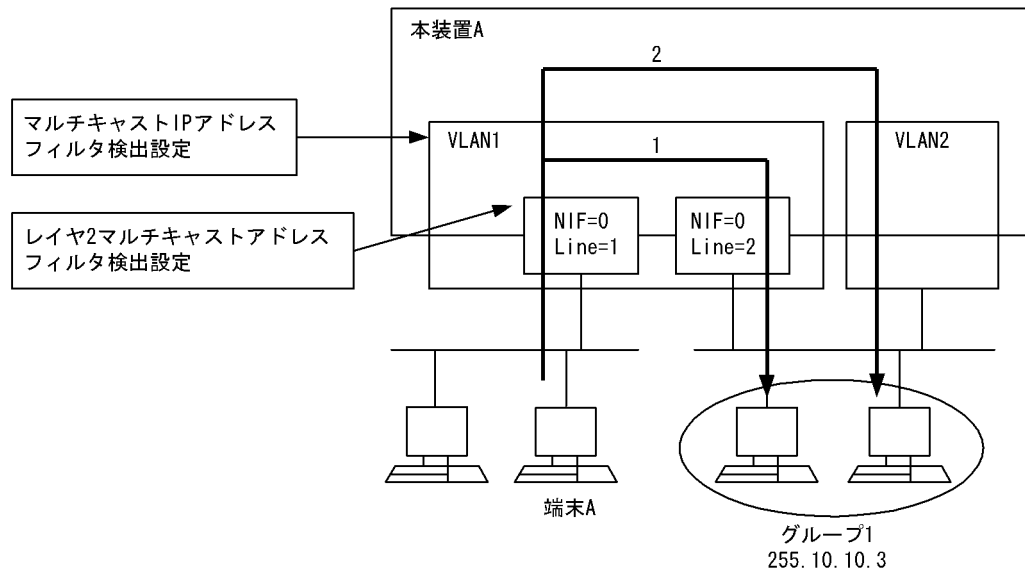 本装置A
2
マルチキャストIPアドレス
フィルタ検出設定
VLAN1
1
VLAN2
レイヤ2マルチキャストアドレス
フィルタ検出設定
NIF=0
Line=1
NIF=0
Line=2
端末A
グループ1
255.10.10.3